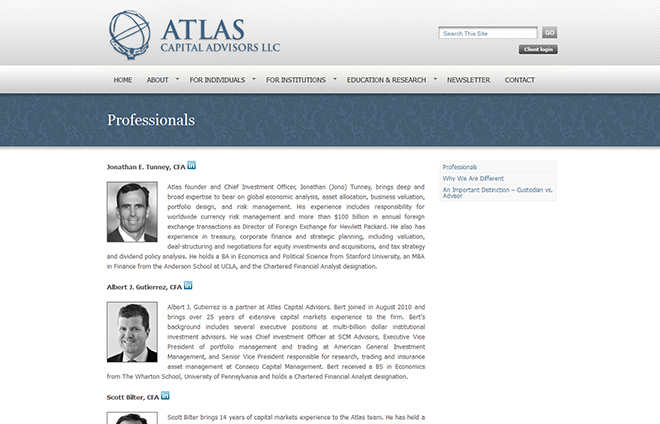 ATLAS
CAPITAL ADVISORS LLC
Search This Site
GO
Client login
HOME ABOUT FOR INDIVIDUALS FOR INSTITUTIONS EDUCATION & RESEARCH NEWSLETTER CONTACT
Professionals
Jonathan E. Tunney, CFA in
Atlas founder and Chief Investment Officer, Jonathan (Jono) Tunney, brings deep and
broad expertise to bear on global economic analysis, asset allocation, business valuation,
portfolio design, and risk management. His experience includes responsibility for
worldwide currency risk management and more than $100 billion in annual foreign
exchange transactions as Director of Foreign Exchange for Hewlett Packard. He also has
experience in treasury, corporate finance and strategic planning, including valuation,
deal-structuring and negotiations for equity investments and acquisitions, and tax strategy
and dividend policy analysis. He holds a BA in Economics and Political Science from Stanford University, an MBA
in Finance from the Anderson School at UCLA, and the Chartered Financial Analyst designation.
Albert J. Gutierrez, CFA in
Albert J. Gutierrez is a partner at Atlas Capital Advisors. Bert joined in August 2010 and
brings over 25 years of extensive capital markets experience to the firm. Bert's
background includes several executive positions at multi-billion dollar institutional
investment advisors. He was Chief Investment Officer at SCM Advisors, Executive Vice
President of portfolio management and trading at American General Investment
Management, and Senior Vice President responsible for research, trading and insurance
asset management at Conseco Capital Management. Bert received a BS in Economics
from The Wharton School, University of Pennsylvania and holds a Chartered Financial Analyst designation.
Scott Bilter, CFA in
Scott Bilter brings 14 years of capital markets experience to the Atlas team. He has held a
Professionals
Why We Are Different
An Important Distinction – Custodian vs.
Advisor